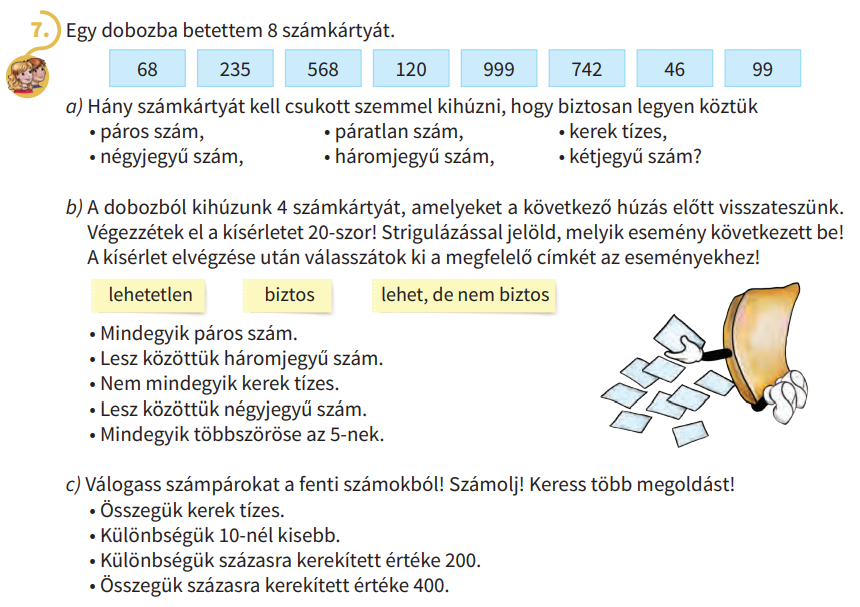 7. Egy dobozba betettem 8 számkártyát.
68 235 568 120 999 742 46 99
a) Hány számkártyát kell csukott szemmel kihúzni, hogy biztosan legyen köztük
• páros szám, • páratlan szám, • kerek tízes,
• négyjegyű szám, • háromjegyű szám, • kétjegyű szám?
b) A dobozból kihúzunk 4 számkártyát, amelyeket a következő húzás előtt visszateszünk.
Végezzétek el a kísérletet 20-szor! Strigulázással jelöld, melyik esemény következett be!
A kísérlet elvégzése után válasszátok ki a megfelelő címkét az eseményekhez!
lehetetlen biztos lehet, de nem biztos
• Mindegyik páros szám.
• Lesz közöttük háromjegyű szám.
• Nem mindegyik kerek tízes.
• Lesz közöttük négyjegyű szám.
• Mindegyik többszöröse az 5-nek.
c) Válogass számpárokat a fenti számokból! Számolj! Keress több megoldást!
• Összegük kerek tízes.
• Különbségük 10-nél kisebb.
• Különbségük százasra kerekített értéke 200.
• Összegük százasra kerekített értéke 400.